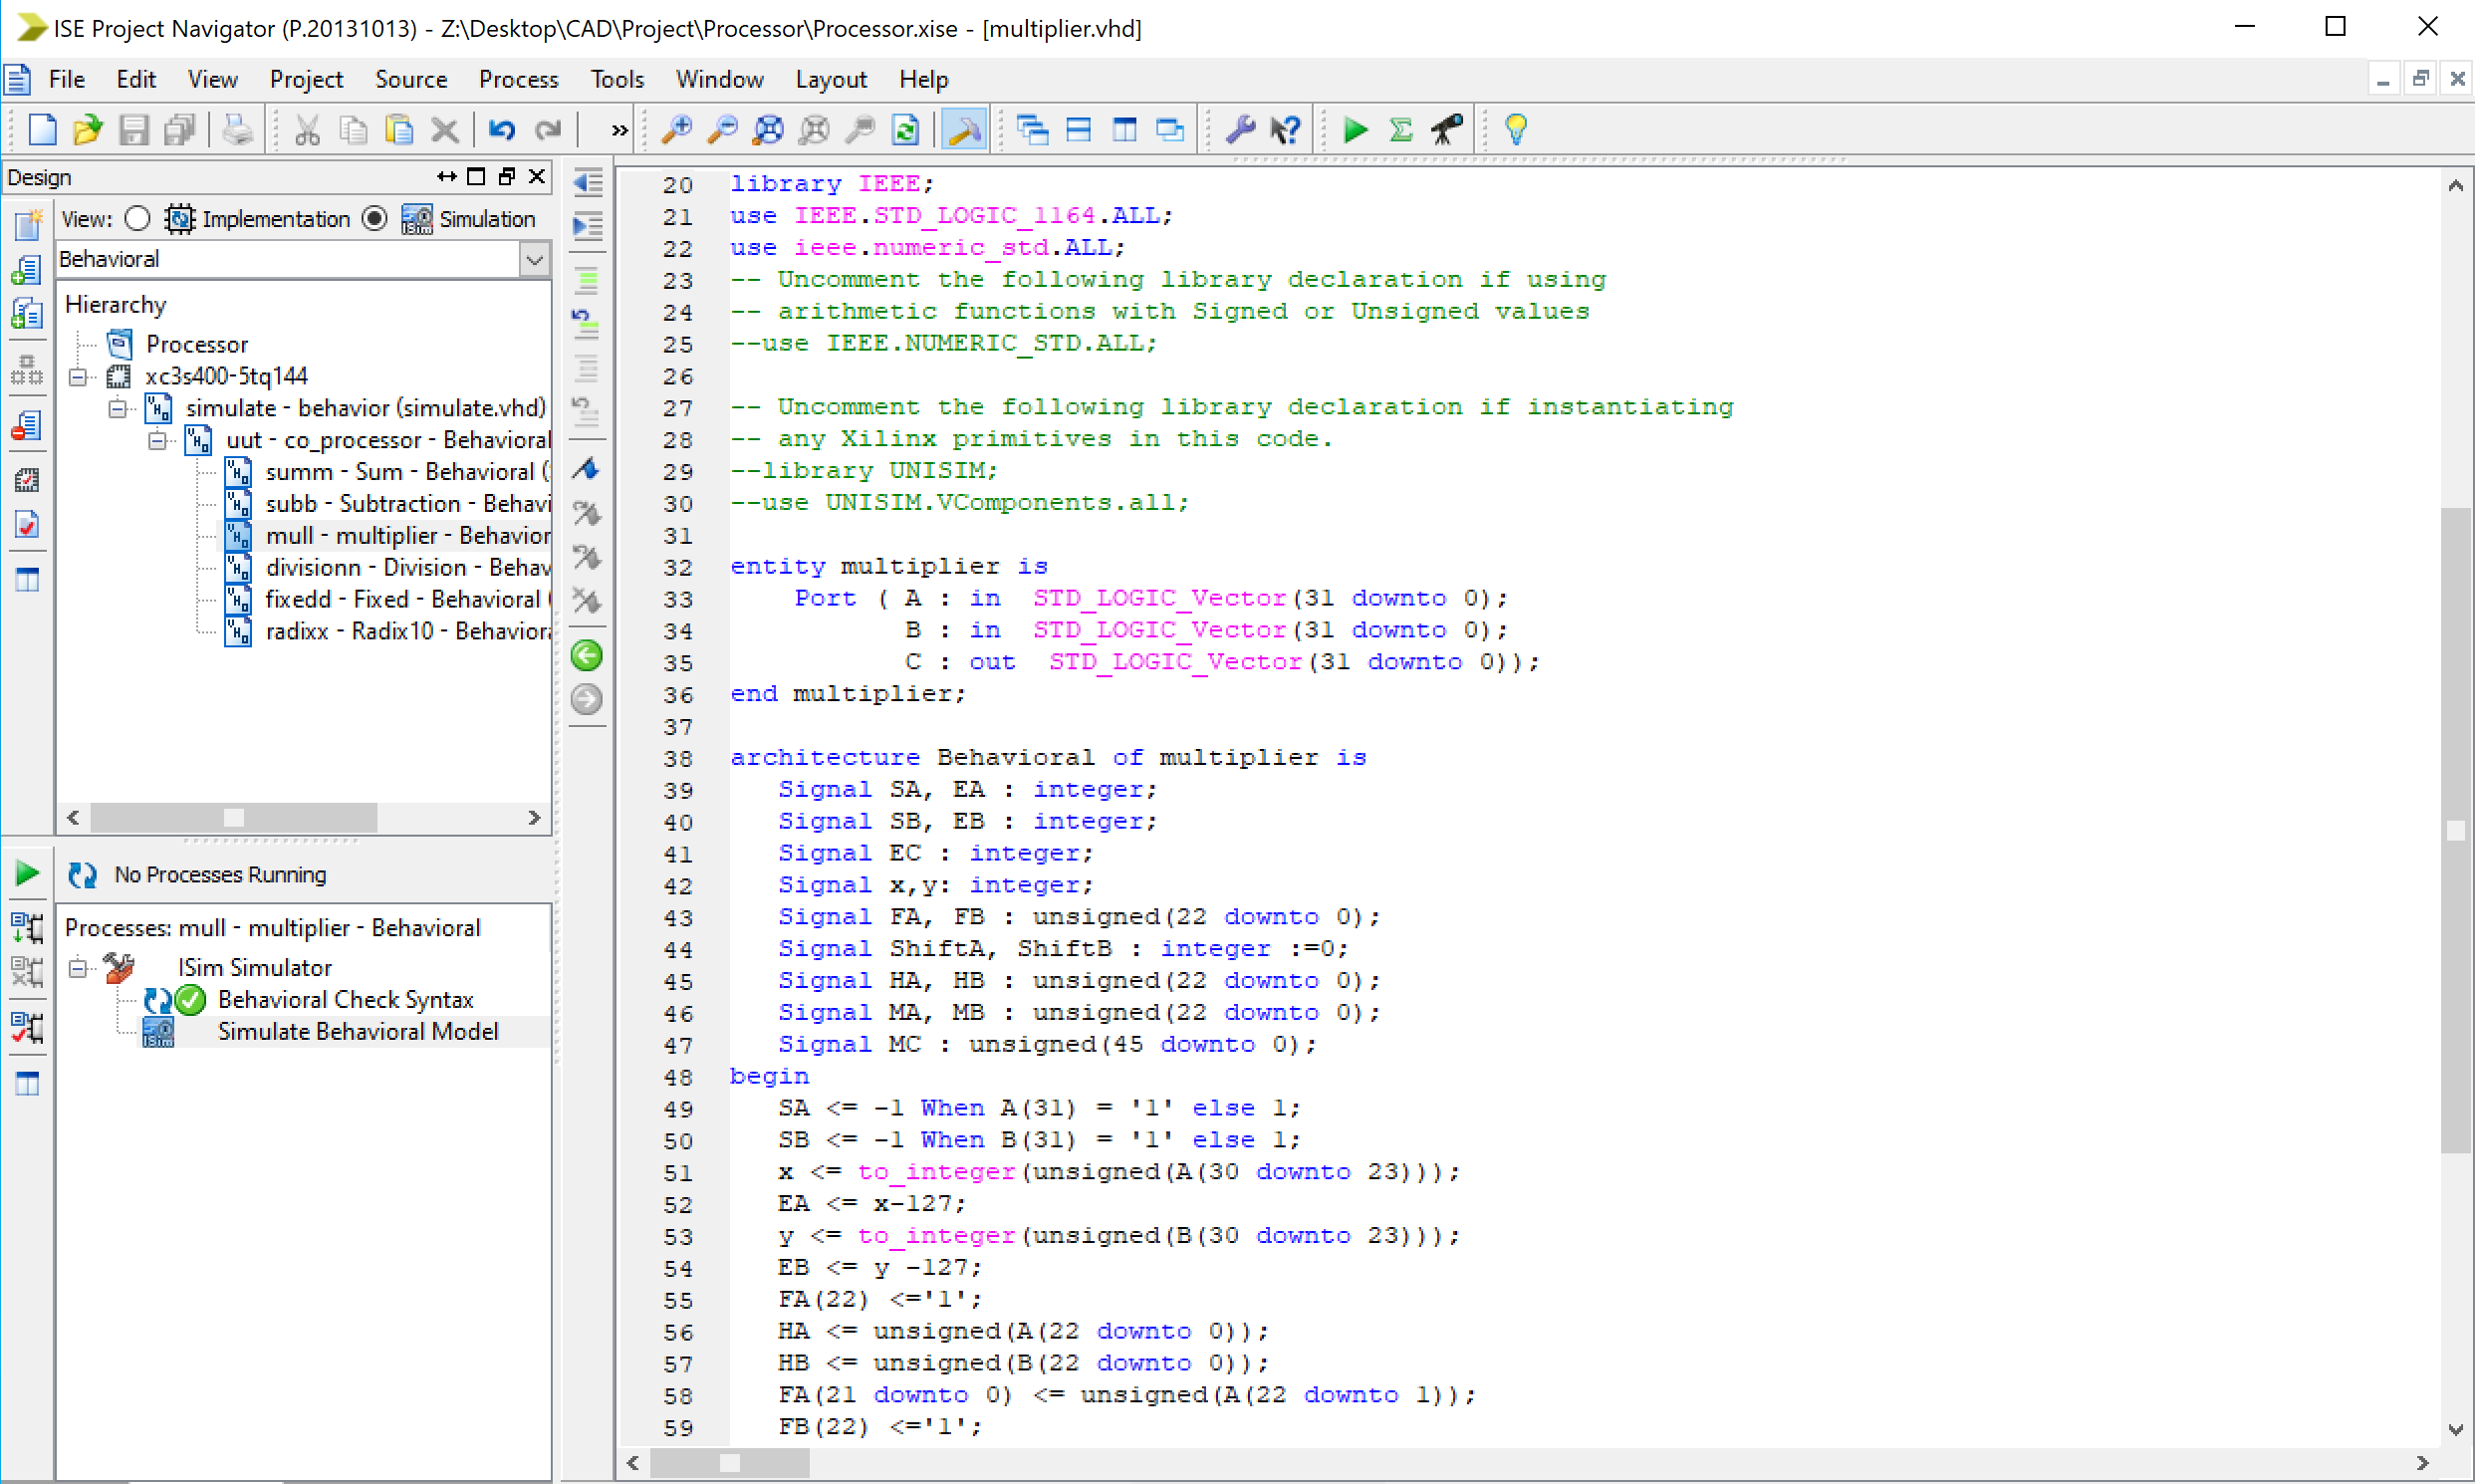 ISE Project Navigator (P.20131013) - Z:\Desktop\CAD\Project\Processor\Processor.xise - [multiplier.vhd]
File Edit View Project Source Process Tools Window Layout Help
»
Design
View: Implementation Simulation
Behavioral
Hierarchy
Processor
xc3s400-5tq144
simulate - behavior (simulate.vhd)
uut - co_processor - Behavioral
summ - Sum - Behavioral (
subb - Subtraction - Behavi
mull - multiplier - Behavior
divisionn - Division - Behav
fixedd - Fixed - Behavioral (
radixx - Radix10 - Behaviora
No Processes Running
Processes: mull - multiplier - Behavioral
ISim Simulator
Behavioral Check Syntax
Simulate Behavioral Model
20 library IEEE;
21 use IEEE.STD_LOGIC_1164.ALL;
22 use ieee.numeric_std.ALL;
23 -- Uncomment the following library declaration if using
24 -- arithmetic functions with Signed or Unsigned values
25 --use IEEE.NUMERIC_STD.ALL;
26
27 -- Uncomment the following library declaration if instantiating
28 -- any Xilinx primitives in this code.
29 --library UNISIM;
30 --use UNISIM.VComponents.all;
31
32 entity multiplier is
33     Port ( A : in  STD_LOGIC_Vector(31 downto 0);
34            B : in  STD_LOGIC_Vector(31 downto 0);
35            C : out  STD_LOGIC_Vector(31 downto 0));
36 end multiplier;
37
38 architecture Behavioral of multiplier is
39    Signal SA, EA : integer;
40    Signal SB, EB : integer;
41    Signal EC : integer;
42    Signal x,y: integer;
43    Signal FA, FB : unsigned(22 downto 0);
44    Signal ShiftA, ShiftB : integer :=0;
45    Signal HA, HB : unsigned(22 downto 0);
46    Signal MA, MB : unsigned(22 downto 0);
47    Signal MC : unsigned(45 downto 0);
48 begin
49    SA <= -1 When A(31) = '1' else 1;
50    SB <= -1 When B(31) = '1' else 1;
51    x <= to_integer(unsigned(A(30 downto 23)));
52    EA <= x-127;
53    y <= to_integer(unsigned(B(30 downto 23)));
54    EB <= y -127;
55    FA(22) <='1';
56    HA <= unsigned(A(22 downto 0));
57    HB <= unsigned(B(22 downto 0));
58    FA(21 downto 0) <= unsigned(A(22 downto 1));
59    FB(22) <='1';